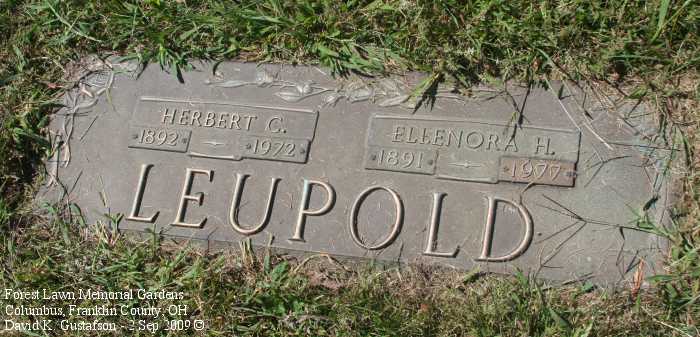 HERBERT C.
1892 1972
ELLENORA H.
1891 1977
LEUPOLD
Forest Lawn Memorial Gardens
Columbus, Franklin County, OH
David K. Gustafson - 2 Sep 2009 ©